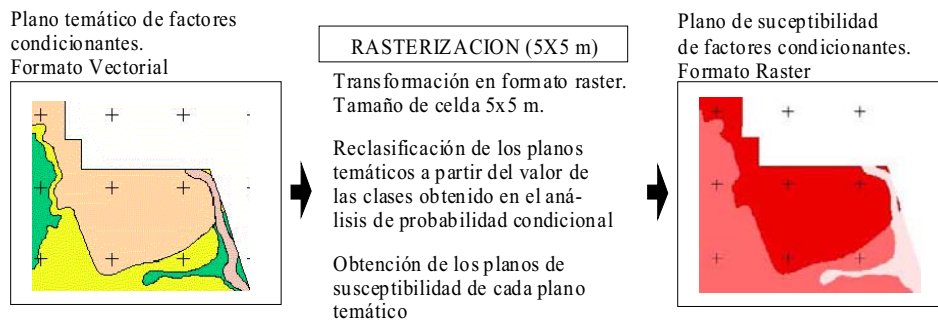 Plano temático de factores
condicionantes.
Formato Vectorial
RASTERIZACION (5X5 m)
Transformación en formato raster.
Tamaño de celda 5x5 m.
Reclasificación de los planos
temáticos a partir del valor de
las clases obtenido en el aná-
lisis de probabilidad condicional
Obtención de los planos de
susceptibilidad de cada plano
temático
Plano de suceptibilidad
de factores condicionantes.
Formato Raster